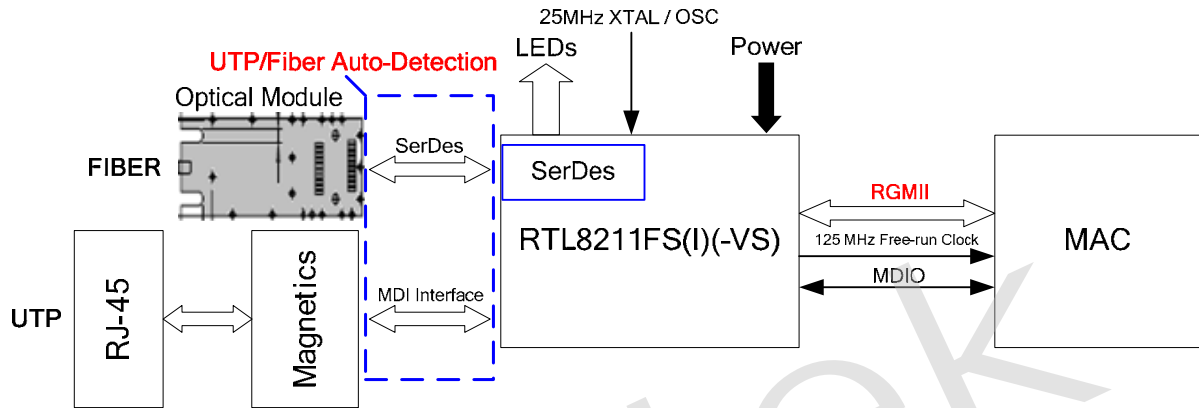 25MHz XTAL / OSC
LEDs
Power
UTP/Fiber Auto-Detection
Optical Module
FIBER
SerDes
SerDes
RTL8211FS(I)(-VS)
RGMII
125 MHz Free-run Clock
MDIO
MAC
UTP
RJ-45
Magnetics
MDI Interface